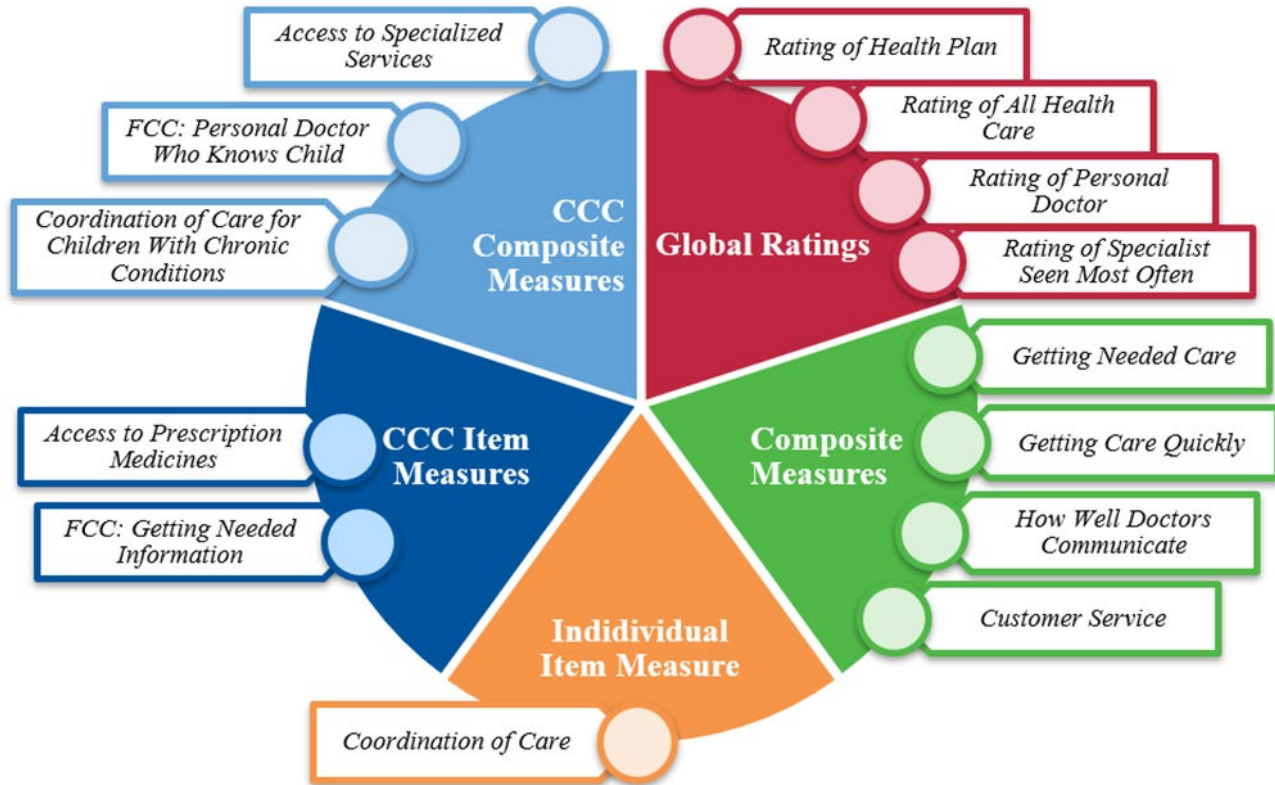 Access to Specialized
Services
FCC: Personal Doctor
Who Knows Child
Coordination of Care for
Children With Chronic
Conditions
CCC
Composite
Measures
Rating of Health Plan
Rating of All Health
Care
Rating of Personal
Doctor
Rating of Specialist
Seen Most Often
Global Ratings
Getting Needed Care
Getting Care Quickly
How Well Doctors
Communicate
Customer Service
Composite
Measures
Access to Prescription
Medicines
FCC: Getting Needed
Information
CCC Item
Measures
Indidividual
Item Measure
Coordination of Care